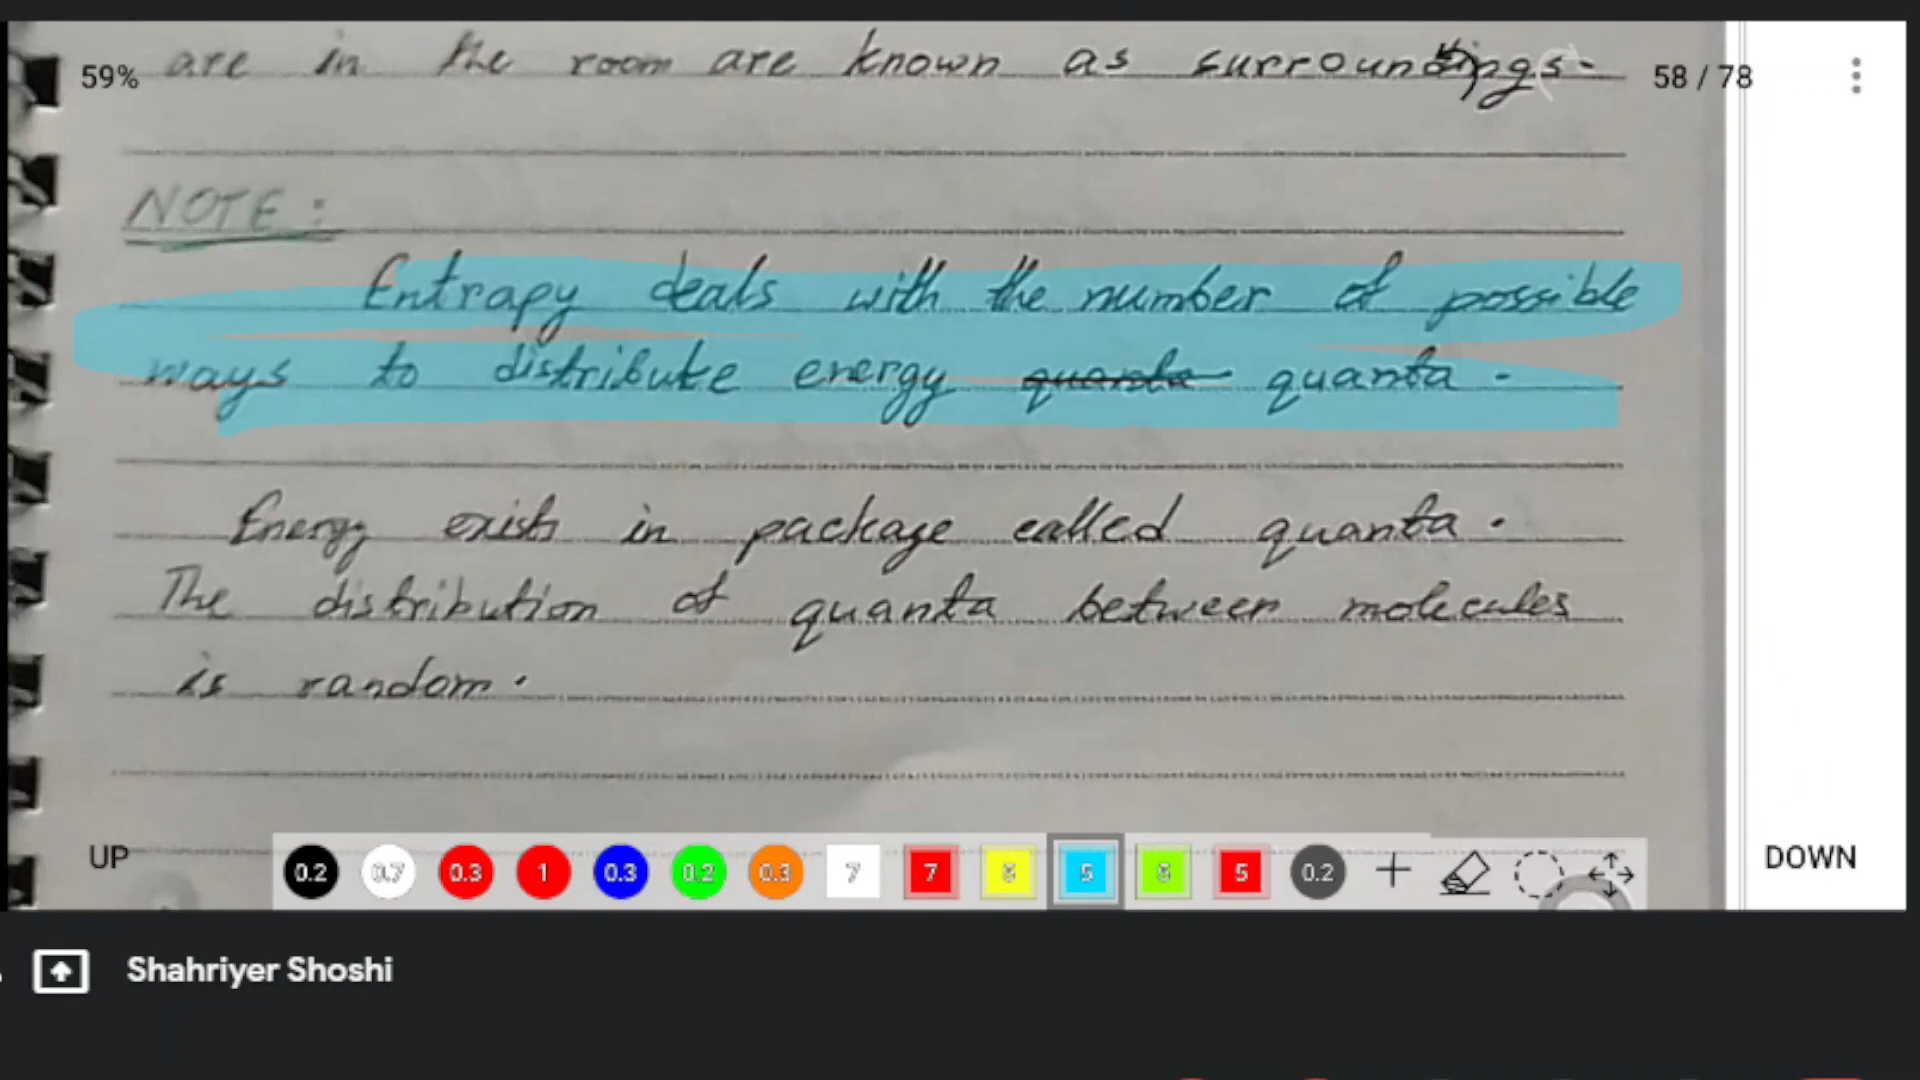 are in the room are known as surroundings.
59%
58 / 78
NOTE:
Entrapy deals with the number of possible
ways to distribute energy quanta quanta.
Energy exists in package called quanta.
The distribution of quanta between molecules
is random.
UP
0.2 0.7 0.3 1 0.3 0.2 0.3 7 7 8 5 8 5 0.2
DOWN
Shahriyer Shoshi